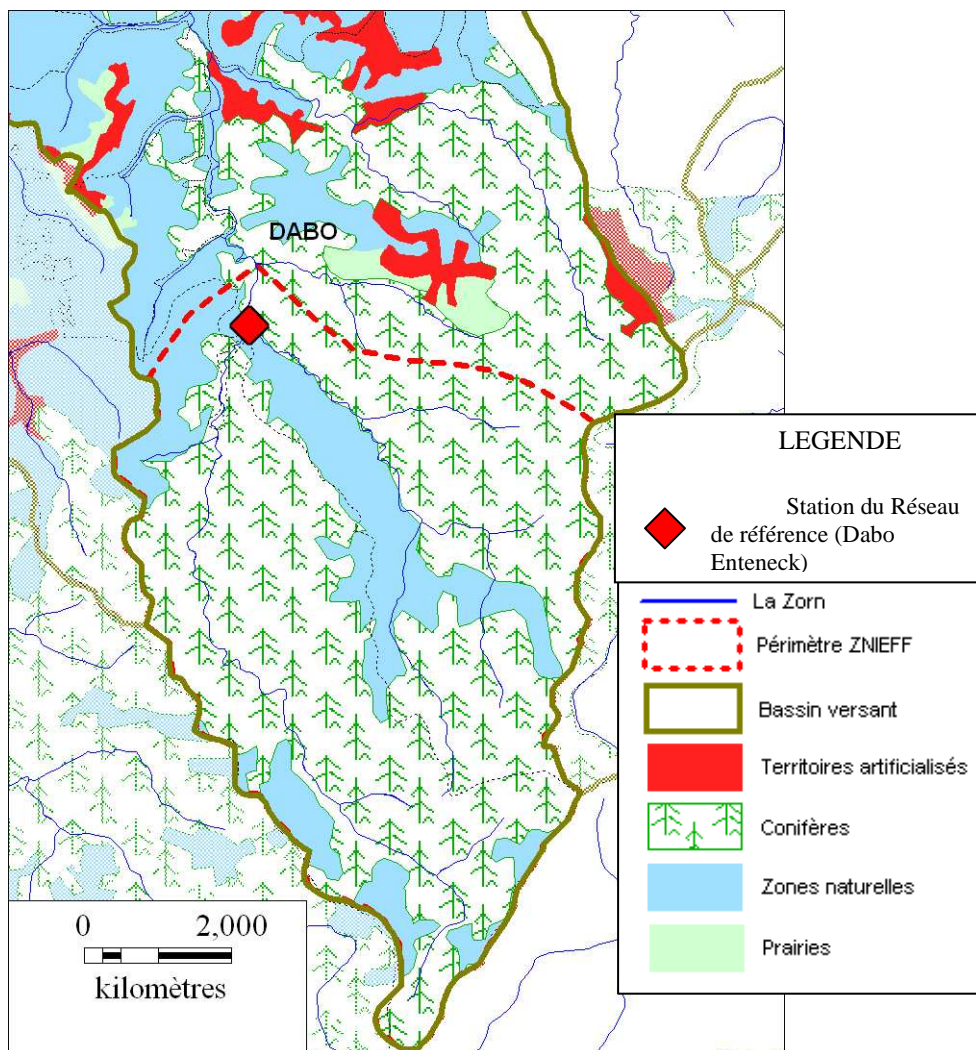 DABO
LEGENDE
Station du Réseau
de référence (Dabo
Enteneck)
La Zorn
Périmètre ZNIEFF
Bassin versant
Territoires artificialisés
Conifères
Zones naturelles
Prairies
0 2,000
kilomètres